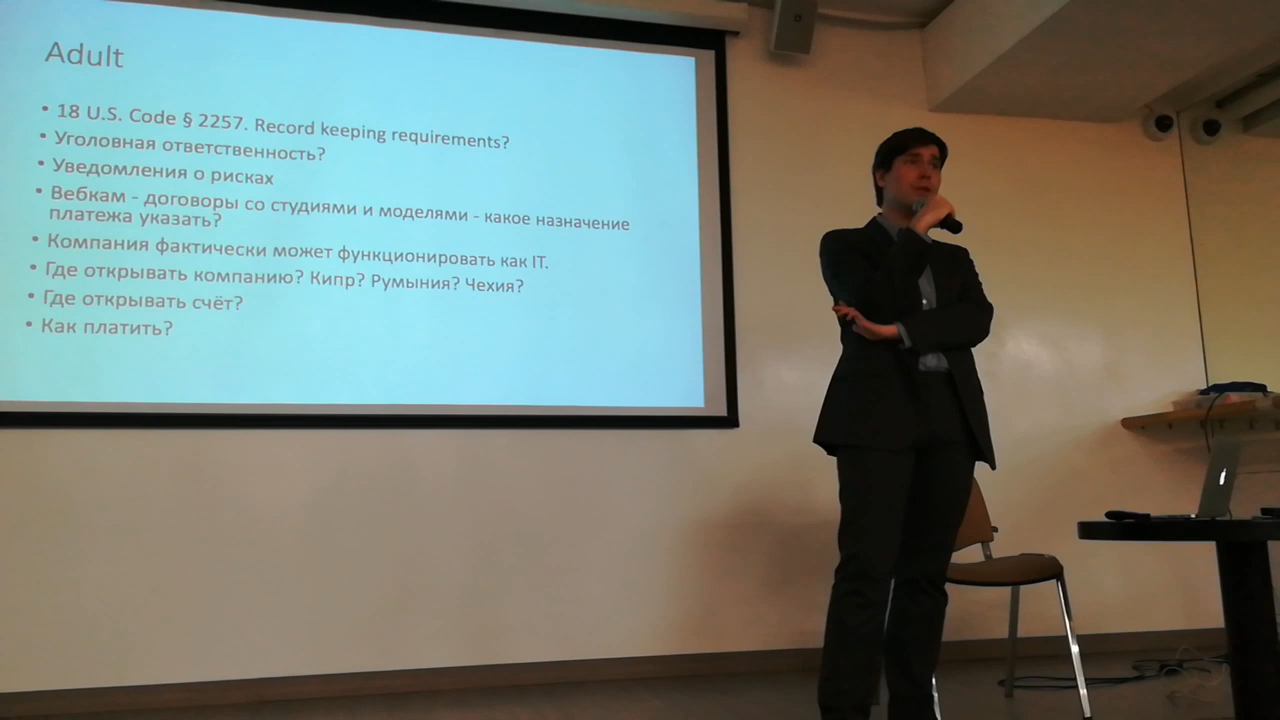 Adult
• 18 U.S. Code § 2257. Record keeping requirements?
• Уголовная ответственность?
• Уведомления о рисках
• Вебкам - договоры со студиями и моделями - какое назначение
платежа указать?
• Компания фактически может функционировать как IT.
• Где открывать компанию? Кипр? Румыния? Чехия?
• Где открывать счёт?
• Как платить?